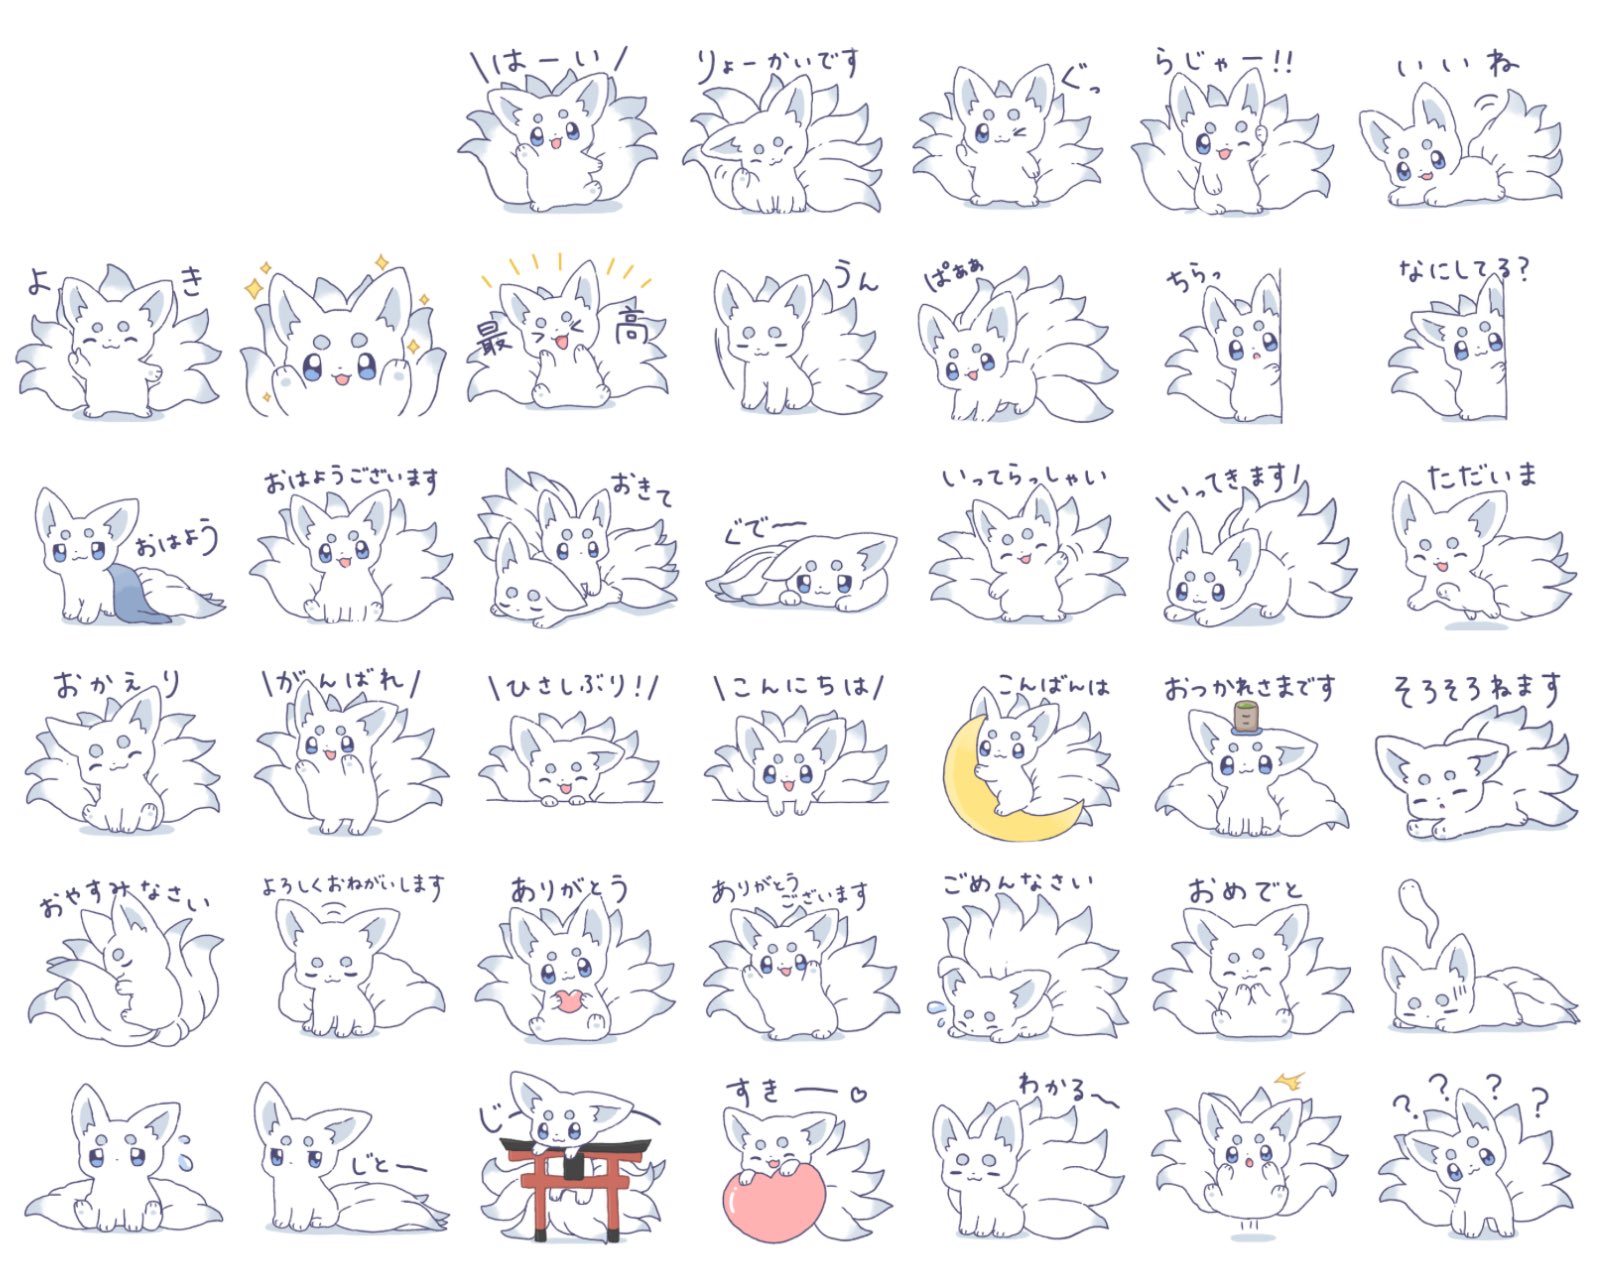 \はーい/
りょーかいです
ぐっ
らじゃー!!
いいね
よき
最高
うん
ぱぁぁ
ちらっ
なにしてる?
おはよう
おはようございます
おきて
ぐでー
いってらっしゃい
\いってきます/
ただいま
おかえり
\がんばれ/
\ひさしぶり!/
\こんにちは/
こんばんは
おつかれさまです
そろそろねます
おやすみなさい
よろしくおねがいします
ありがとう
ありがとう
ございます
ごめんなさい
おめでと
じとー
じー
すきー♡
わかる〜
? ? ? ?